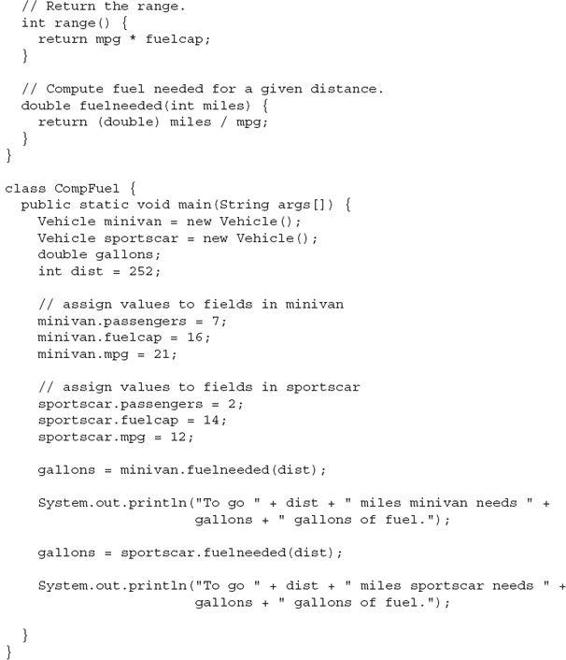 // Return the range.
int range() {
return mpg * fuelcap;
}
// Compute fuel needed for a given distance.
double fuelneeded(int miles) {
return (double) miles / mpg;
}
}
class CompFuel {
public static void main(String args[]) {
Vehicle minivan = new Vehicle();
Vehicle sportscar = new Vehicle();
double gallons;
int dist = 252;
// assign values to fields in minivan
minivan.passengers = 7;
minivan.fuelcap = 16;
minivan.mpg = 21;
// assign values to fields in sportscar
sportscar.passengers = 2;
sportscar.fuelcap = 14;
sportscar.mpg = 12;
gallons = minivan.fuelneeded(dist);
System.out.println("To go " + dist + " miles minivan needs " +
gallons + " gallons of fuel.");
gallons = sportscar.fuelneeded(dist);
System.out.println("To go " + dist + " miles sportscar needs " +
gallons + " gallons of fuel.");
}
}